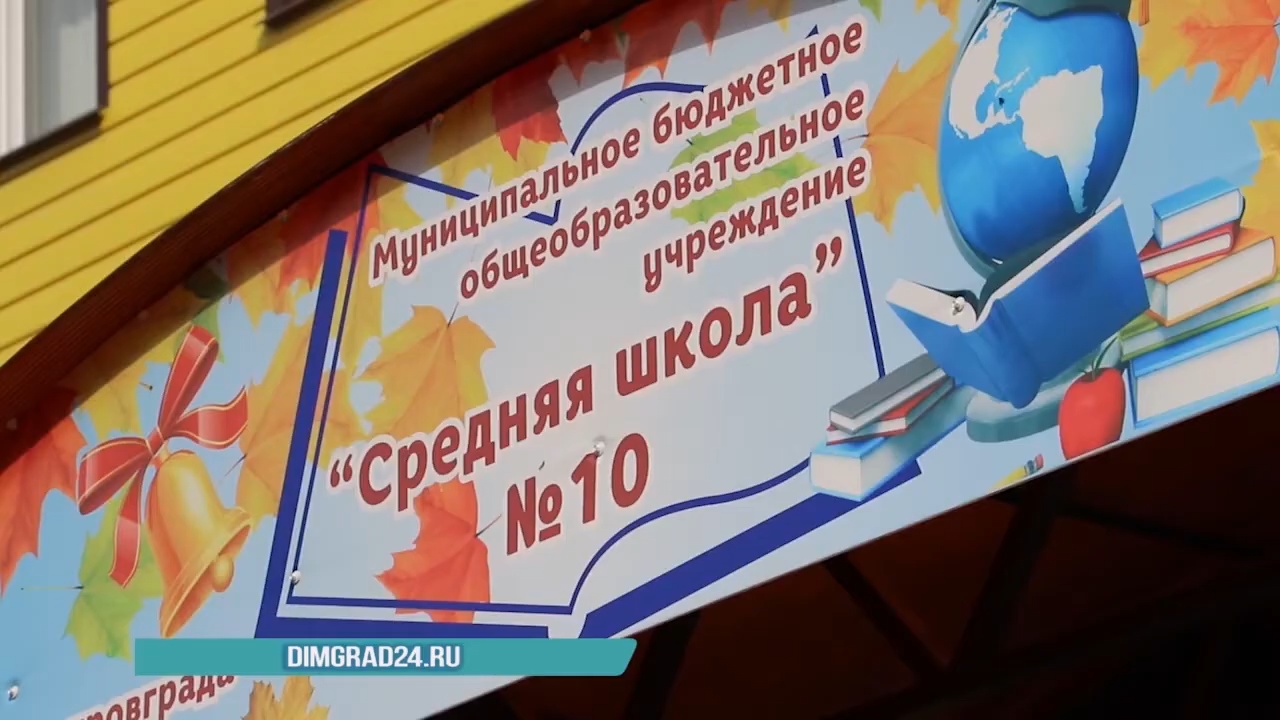 Муниципальное бюджетное
общеобразовательное
учреждение
“Средняя школа”
№10
DIMGRAD24.RU